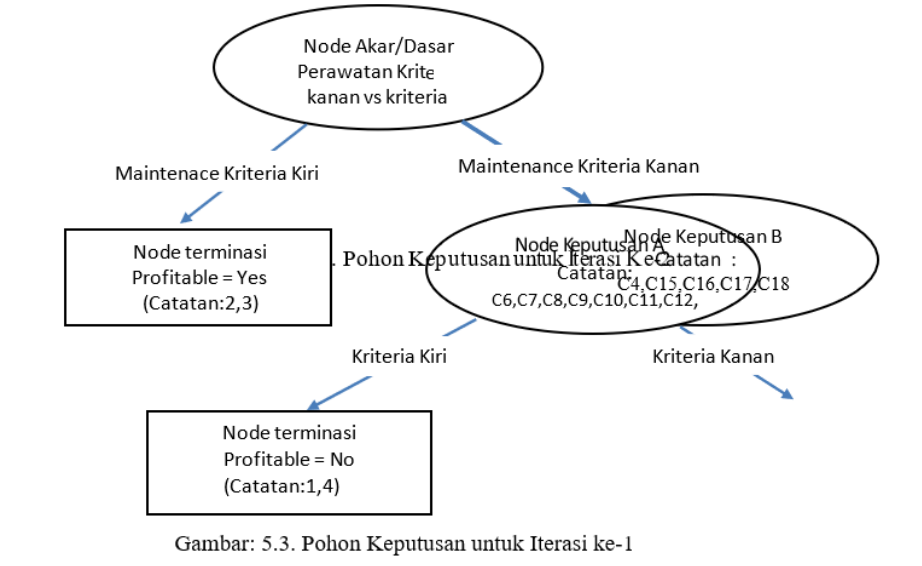 Node Akar/Dasar
Perawatan Krite
kanan vs kriteria
Maintenace Kriteria Kiri
Maintenance Kriteria Kanan
Node terminasi
Profitable = Yes
(Catatan:2,3)
. Pohon Keputusan untuk Iterasi Ke-2
Node Keputusan A
Catatan:
C6,C7,C8,C9,C10,C11,C12,
Node Keputusan B
Catatan :
C4,C15,C16,C17,C18
Kriteria Kiri
Kriteria Kanan
Node terminasi
Profitable = No
(Catatan:1,4)
Gambar: 5.3. Pohon Keputusan untuk Iterasi ke-1